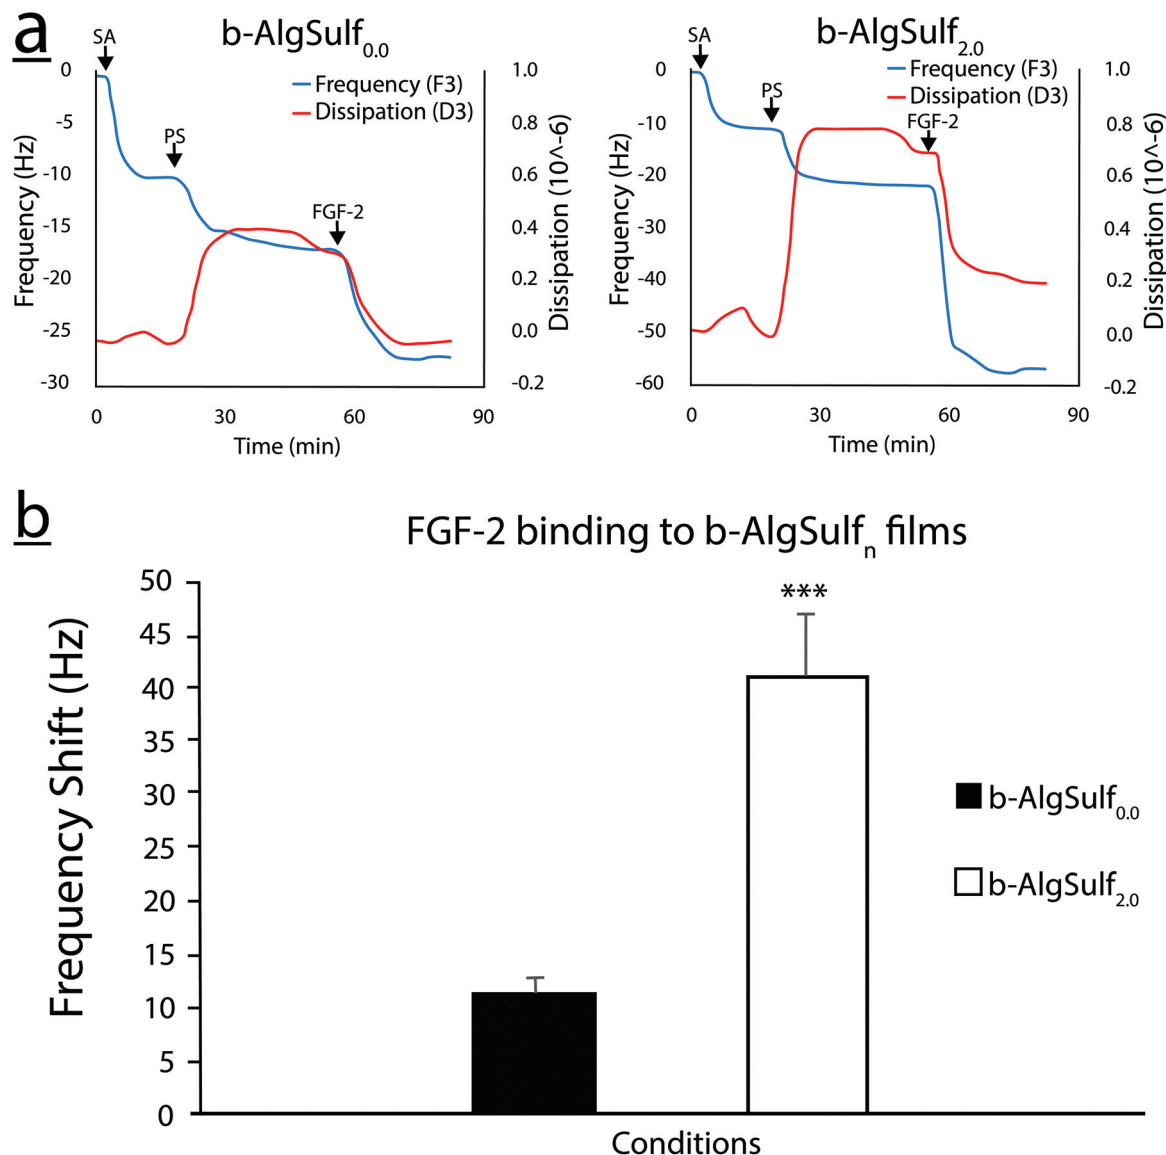 a
b-AlgSulf0.0
SA
PS
FGF-2
Frequency (F3)
Dissipation (D3)
0
-5
-10
-15
-20
-25
-30
Frequency (Hz)
1.0
0.8
0.6
0.4
0.2
0.0
-0.2
Dissipation (10^-6)
0
30
60
90
Time (min)
b-AlgSulf2.0
SA
PS
FGF-2
Frequency (F3)
Dissipation (D3)
0
-10
-20
-30
-40
-50
-60
Frequency (Hz)
1.0
0.8
0.6
0.4
0.2
0.0
-0.2
Dissipation (10^-6)
0
30
60
90
Time (min)
b
FGF-2 binding to b-AlgSulfn films
50
45
40
35
30
25
20
15
10
5
0
Frequency Shift (Hz)
***
b-AlgSulf0.0
b-AlgSulf2.0
Conditions